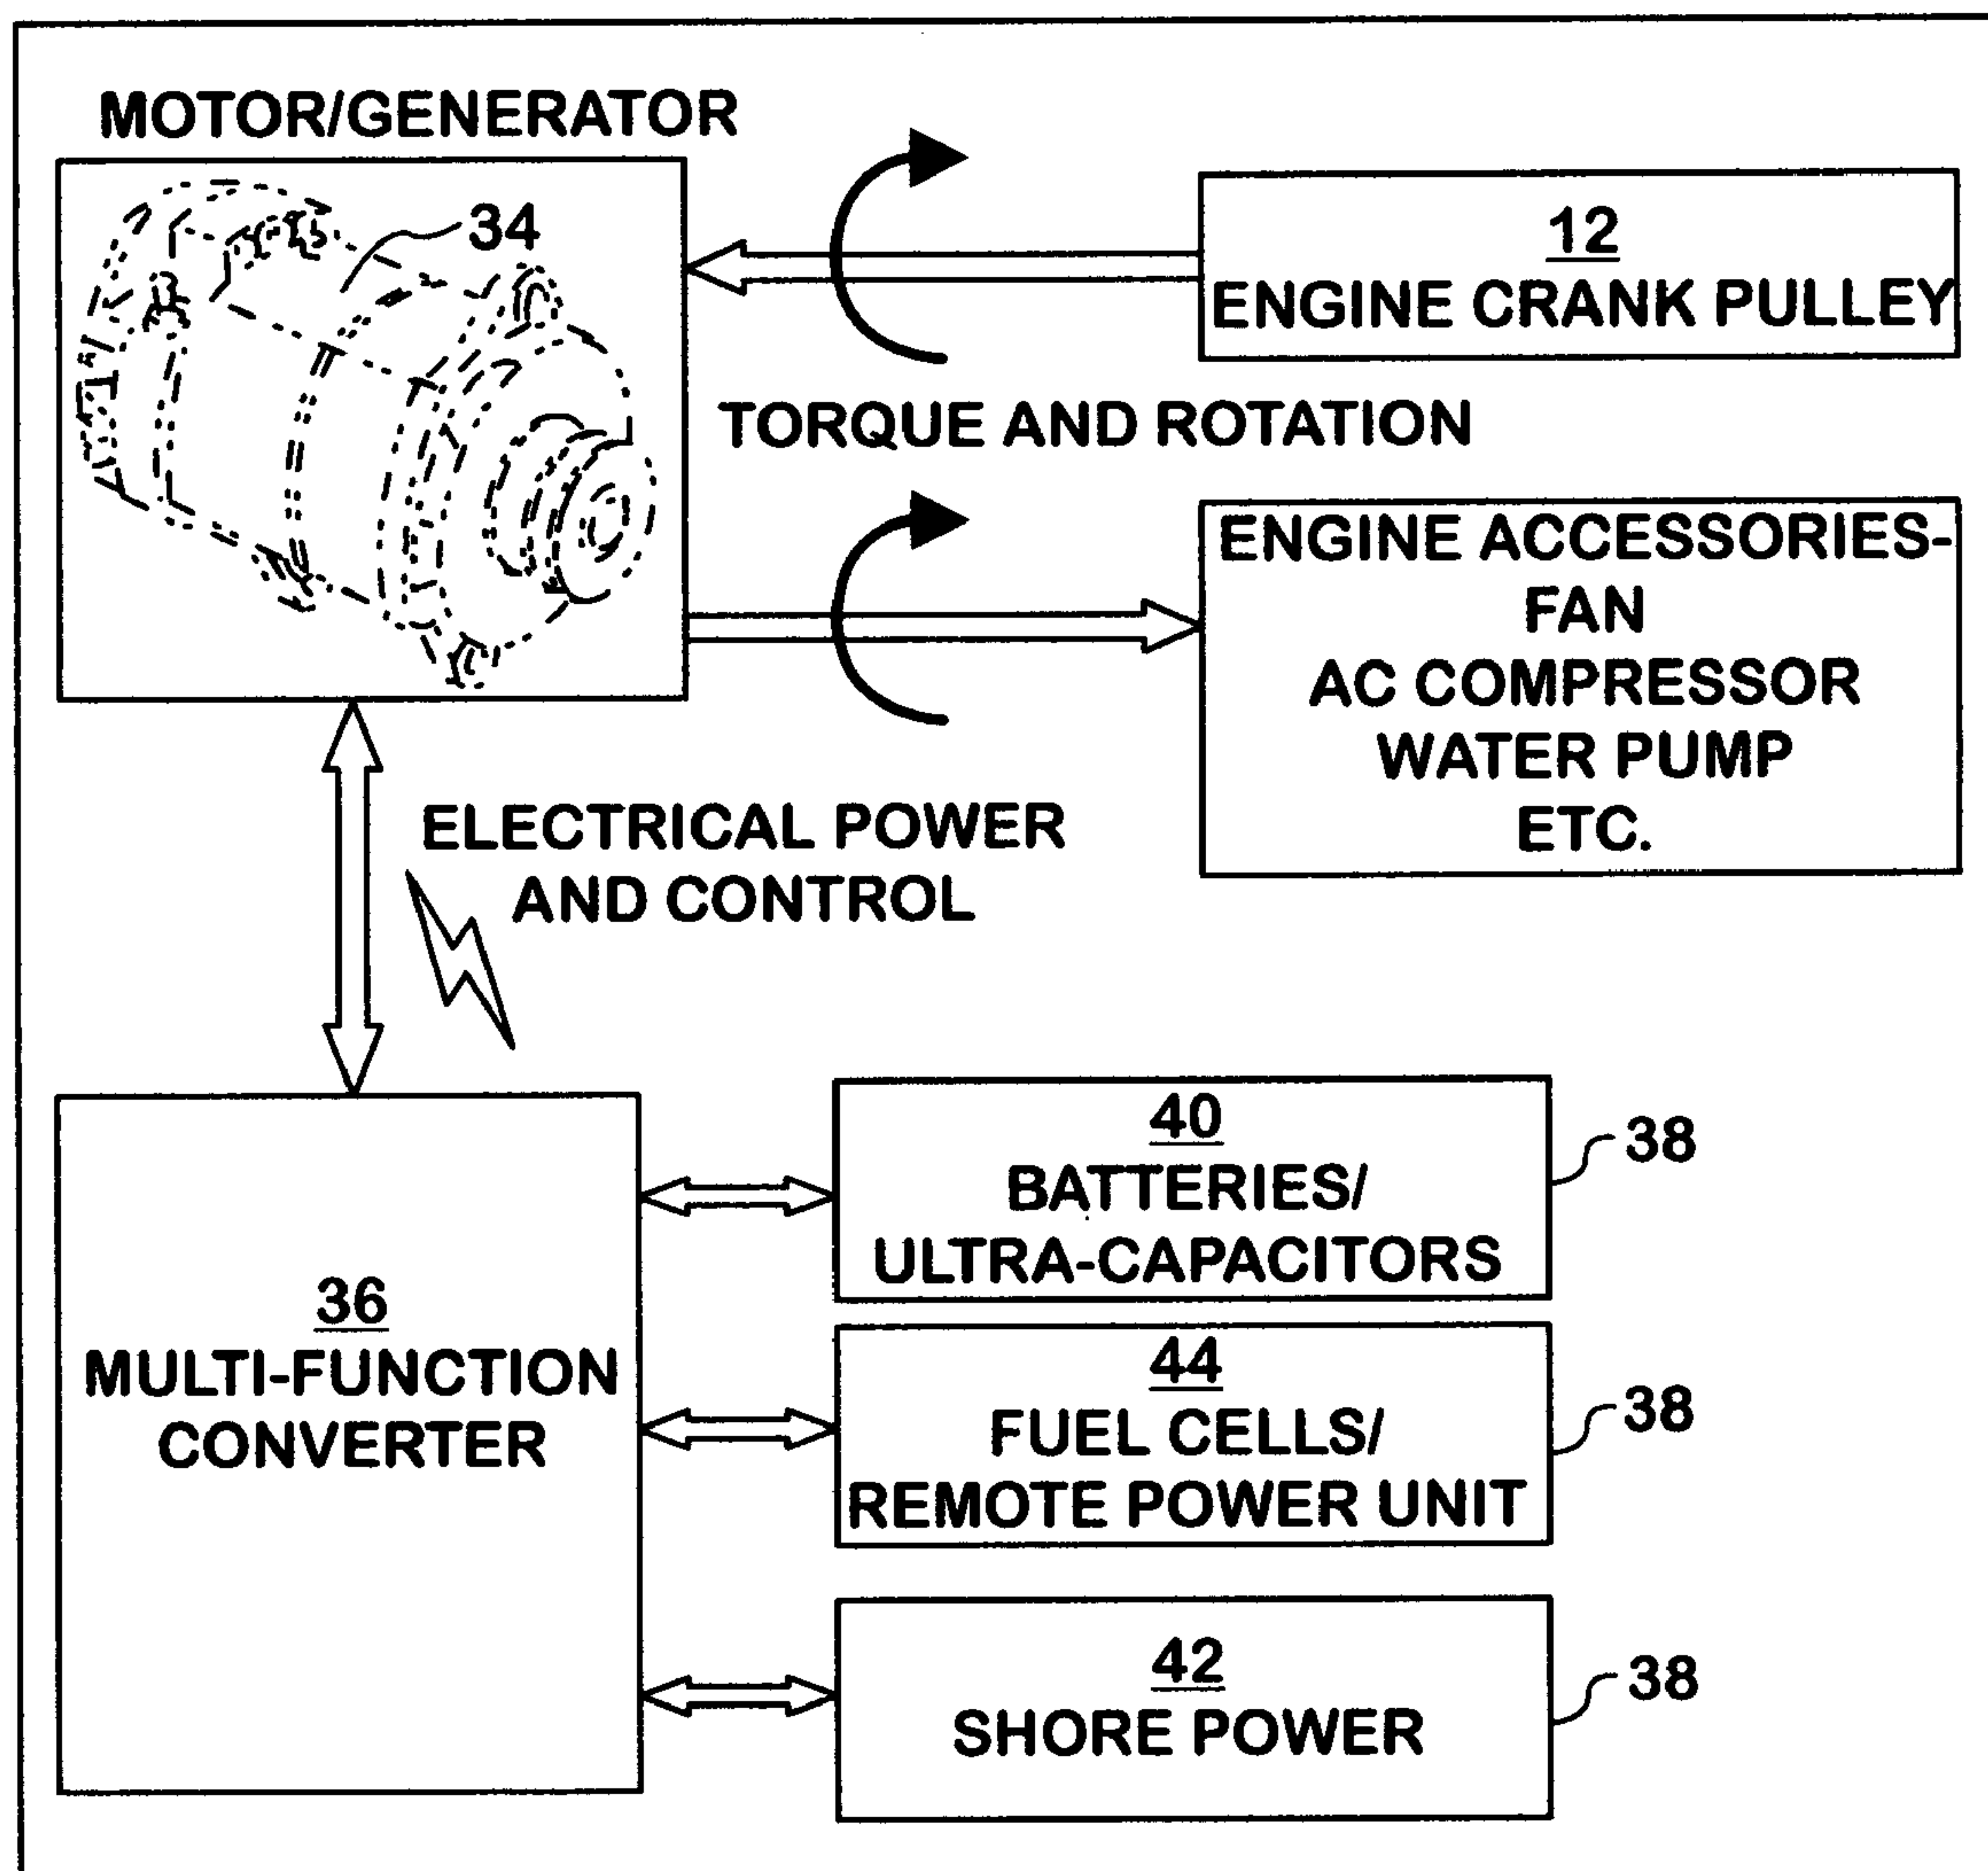 MOTOR/GENERATOR
34
12
ENGINE CRANK PULLEY
TORQUE AND ROTATION
ENGINE ACCESSORIES-
FAN
AC COMPRESSOR
WATER PUMP
ETC.
ELECTRICAL POWER
AND CONTROL
36
MULTI-FUNCTION
CONVERTER
40
BATTERIES/
ULTRA-CAPACITORS
38
44
FUEL CELLS/
REMOTE POWER UNIT
38
42
SHORE POWER
38